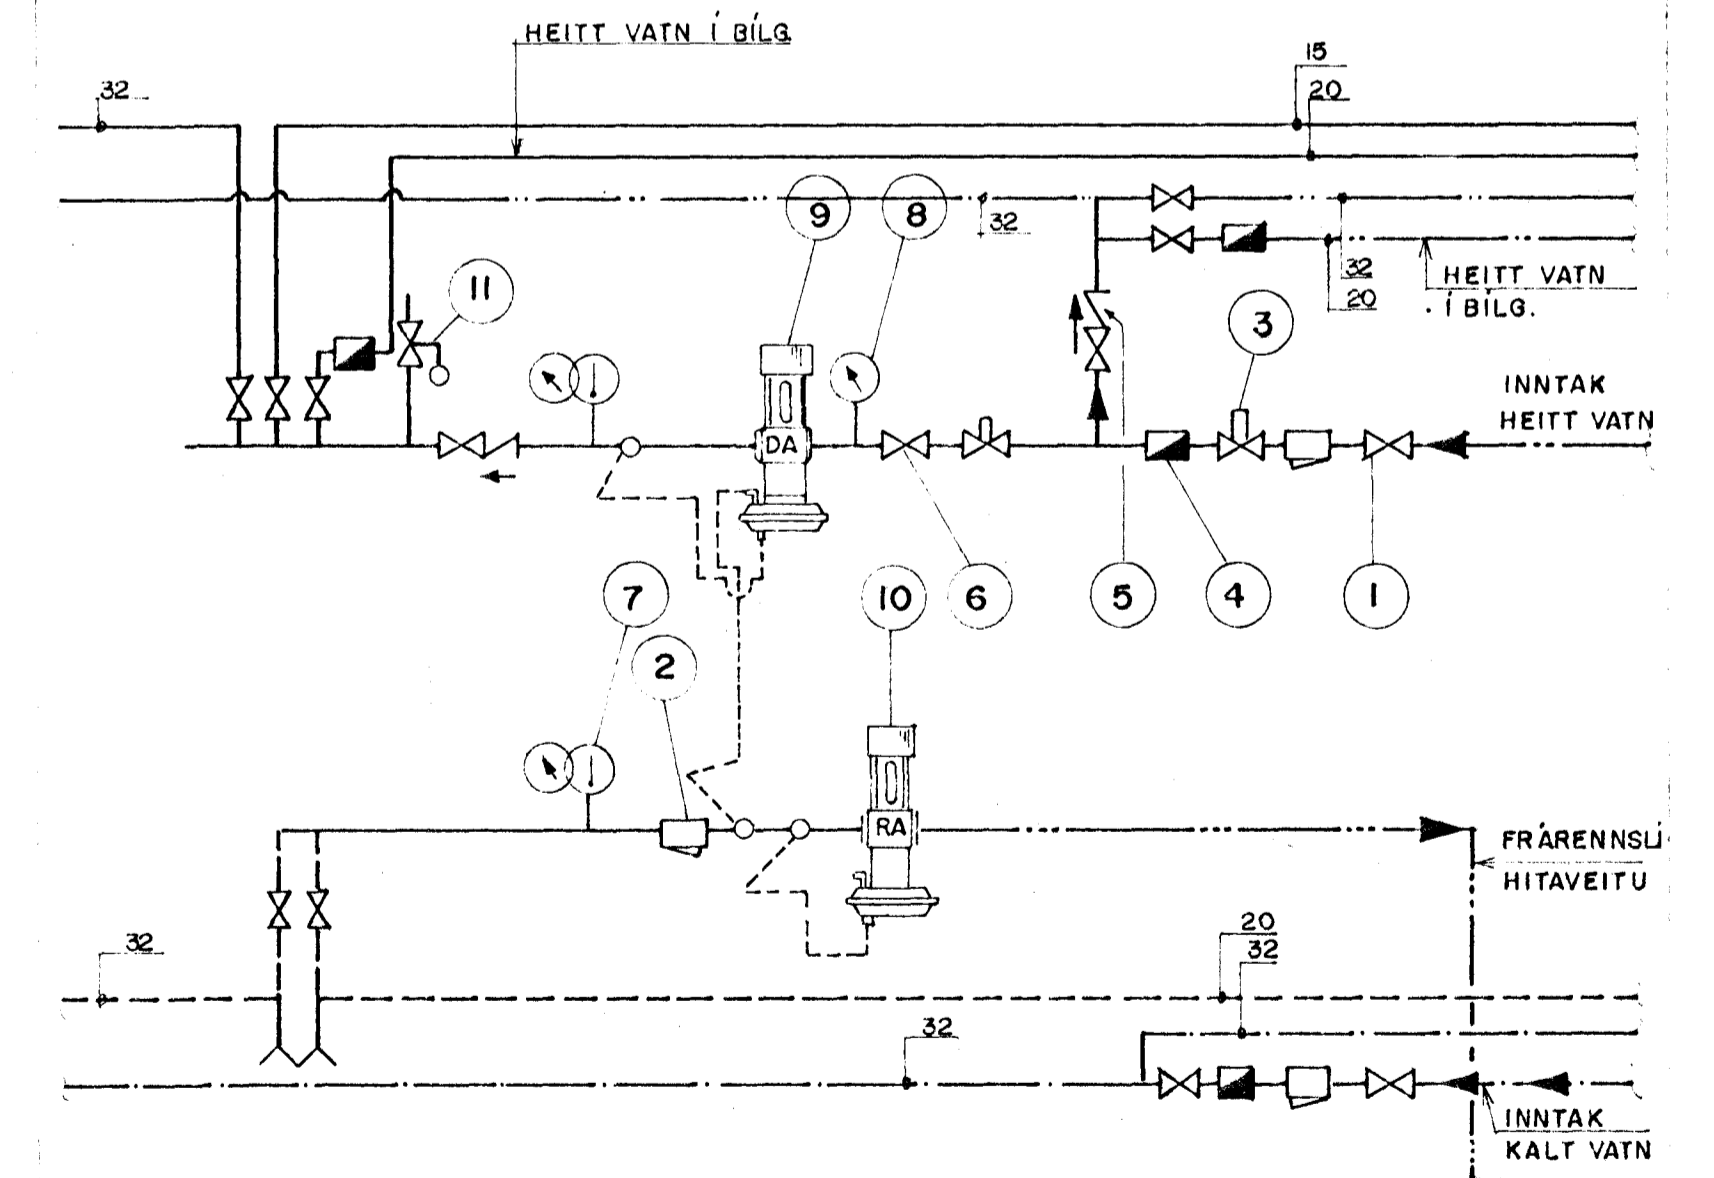 HEITT VATN Í BÍLG.
15
32
20
9
8
32
11
32
20
HEITT VATN
Í BÍLG.
3
INNTAK
HEITT VATN
DA
7
10
6
5
4
1
2
RA
FRÁRENNSLI
HITAVEITU
20
32
32
32
INNTAK
KALT VATN